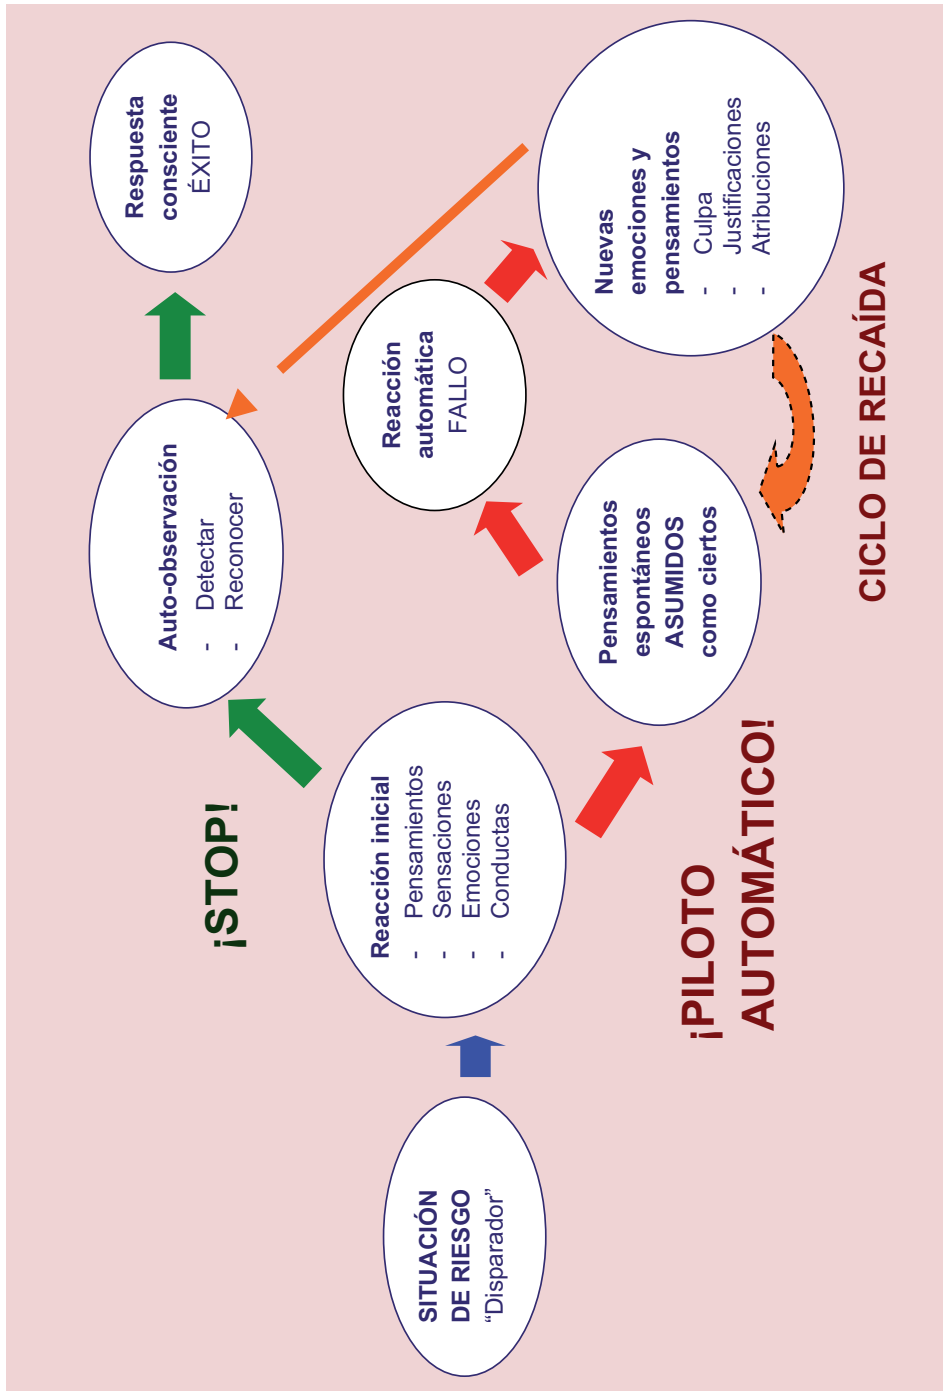 SITUACIÓN
DE RIESGO
“Disparador”
Reacción inicial
- Pensamientos
- Sensaciones
- Emociones
- Conductas
¡STOP!
Auto-observación
- Detectar
- Reconocer
Respuesta
consciente
ÉXITO
¡PILOTO
AUTOMÁTICO!
Pensamientos
espontáneos
ASUMIDOS
como ciertos
Reacción
automática
FALLO
Nuevas
emociones y
pensamientos
- Culpa
- Justificaciones
- Atribuciones
CICLO DE RECAÍDA